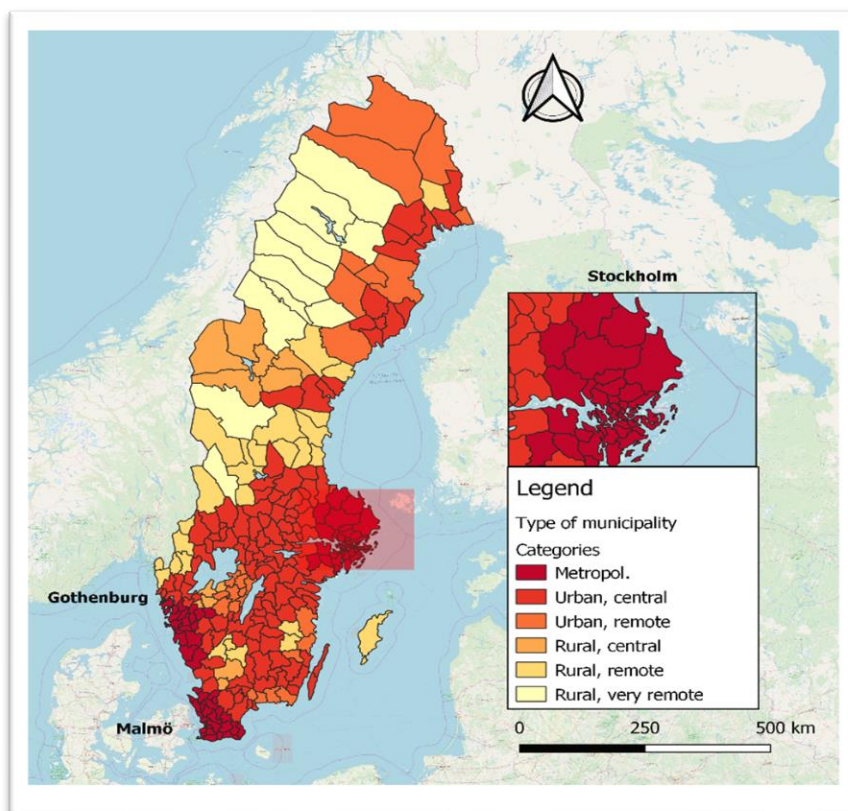 Stockholm
Gothenburg
Malmö
Legend
Type of municipality
Categories
Metropol.
Urban, central
Urban, remote
Rural, central
Rural, remote
Rural, very remote
0 250 500 km